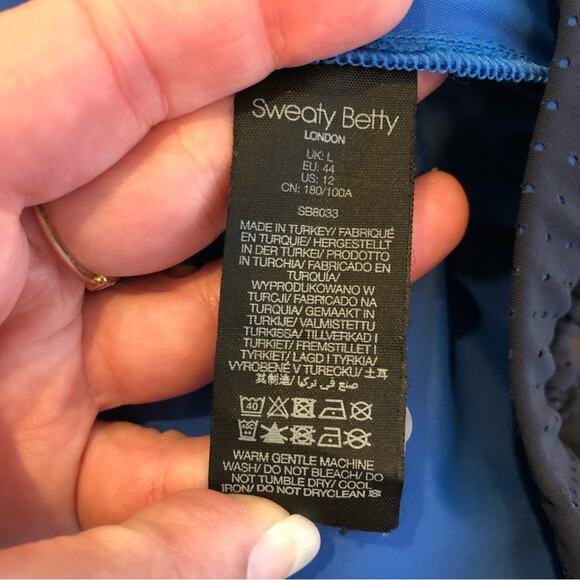 Sweaty Betty
LONDON
UK: L
EU: 44
US: 12
CN: 180/100A
SB8033
MADE IN TURKEY/ FABRIQUÉ
EN TURQUIE/ HERGESTELLT
IN DER TÜRKEI/ PRODOTTO
IN TURCHIA/ FABRICADO EN
TURQUÍA/
WYPRODUKOWANO W
TURCJI/ FABRICADO NA
TURQUIA/ GEMAAKT IN
TURKIJE/ VALMISTETTU
TURKISSA/ TILLVERKAD I
TURKIET/ FREMSTILLET I
TYRKIET/ LAGD I TYRKIA/
VYROBENÉ V TURECKU/ 土耳
其制造/ صنع في تركيا
40
WARM GENTLE MACHINE
WASH/ DO NOT BLEACH/ DO
NOT TUMBLE DRY/ COOL
IRON/ DO NOT DRYCLEAN